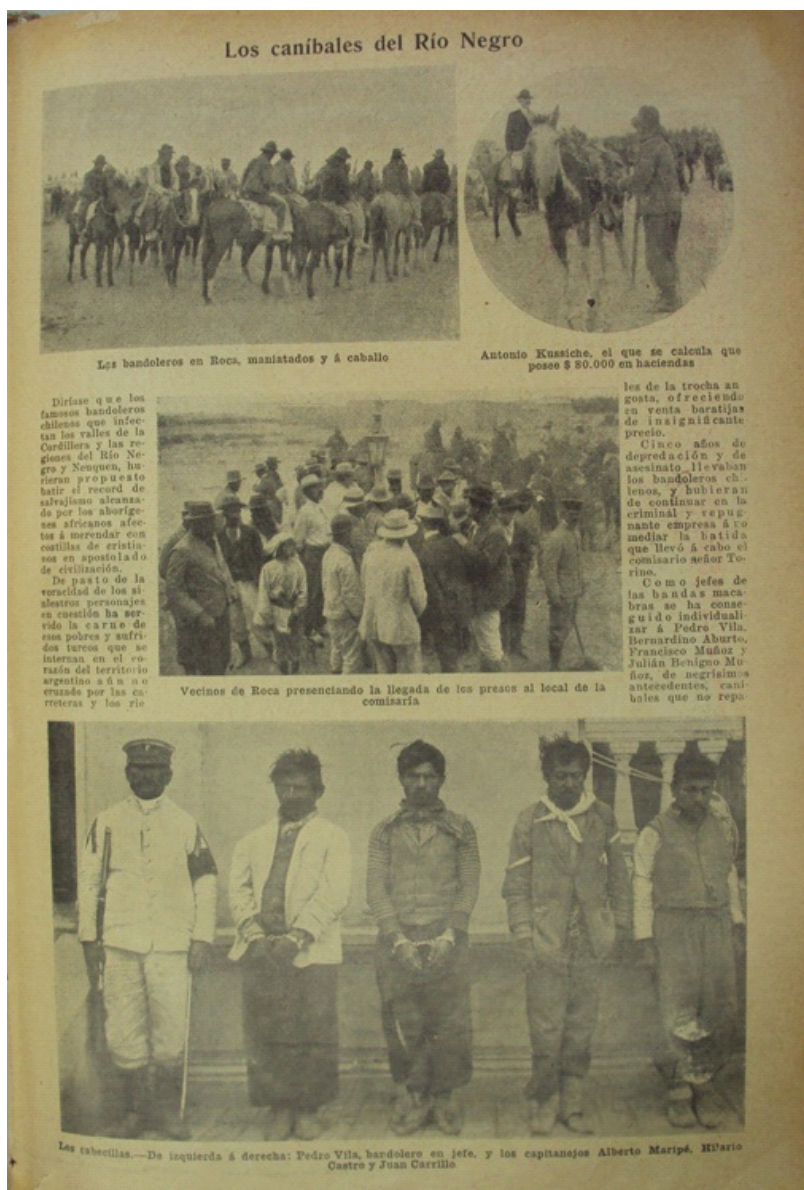 Los caníbales del Río Negro
Los bandoleros en Roca, maniatados y á caballo
Antonio Kussiche, el que se calcula que
posee $ 80.000 en haciendas
Diríase que los
famosos bandoleros
chilenos que infec-
tan los valles de la
Cordillera y las re-
giones del Río Ne-
gro y Neuquen, hu-
bieran propuesto
batir el record de
salvajismo alcanza-
do por los aboríge-
nes africanos afec-
tos á merendar con
costillas de cristia-
nos en apostolado
de civilización.
De pasto de la
voracidad de los si-
niestros personajes
en cuestión ha ser-
vido la carne de
esos pobres y sufri-
dos turcos que se
internan en el co-
razón del territorio
argentino aún no
cruzado por las ca-
rreteras y los rie
Vecinos de Roca presenciando la llegada de los presos al local de la
comisaría
les de la trocha an
gosta, ofreciendo
en venta baratijas
de insignificante
precio.
Cinco años de
depredación y de
asesinato llevaban
los bandoleros chi
lenos, y hubieran
de continuar en la
criminal y repug
nante empresa á no
mediar la batida
que llevó á cabo el
comisario señor To-
rino.
Como jefes de
las bandas maca-
bras se ha conse-
guido individuali-
zar á Pedro Vila,
Bernardino Aburto,
Francisco Muñoz y
Julián Benigno Mu
ñoz, de negrísimos
antecedentes, caní-
bales que no repa-
Los cabecillas.—De izquierda á derecha: Pedro Vila, bandolero en jefe, y los capitanejos Alberto Maripé, Hilario
Castro y Juan Carrillo